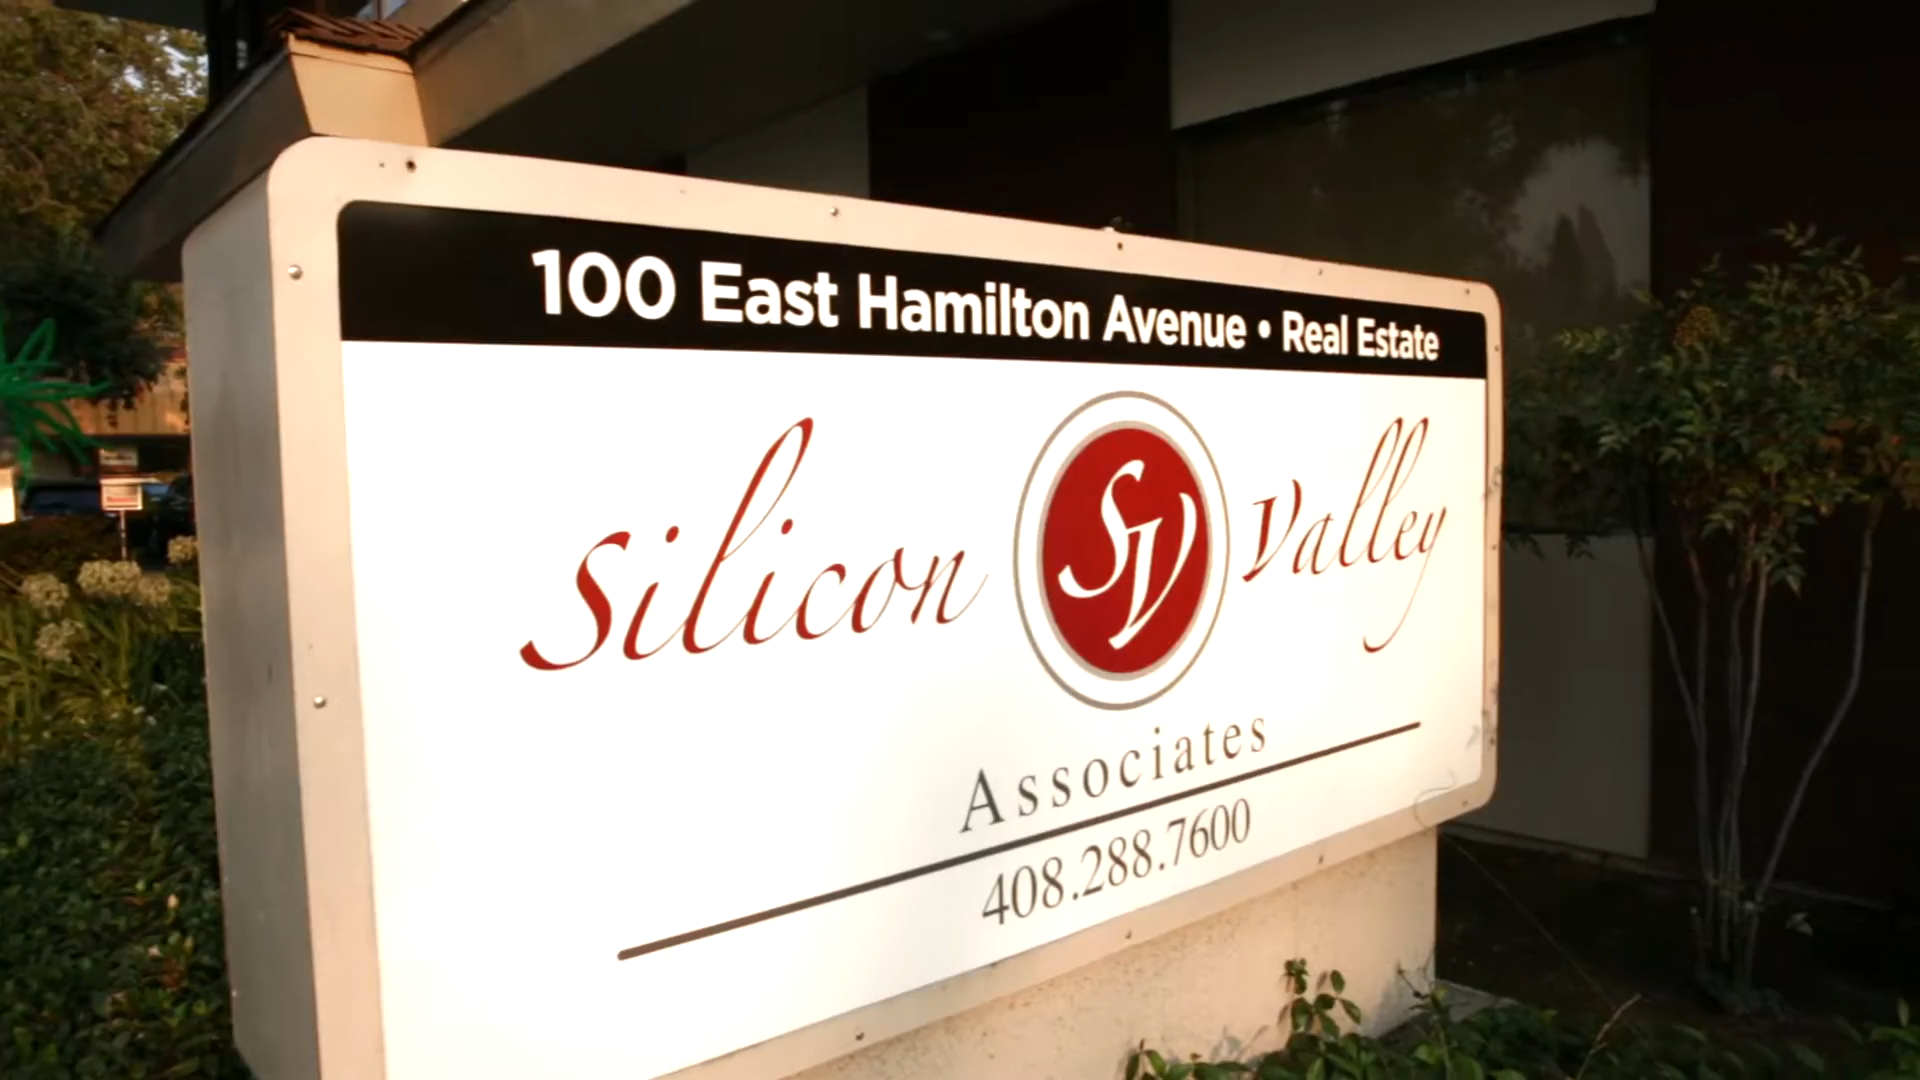 100 East Hamilton Avenue • Real Estate
Silicon SV Valley
Associates
408.288.7600